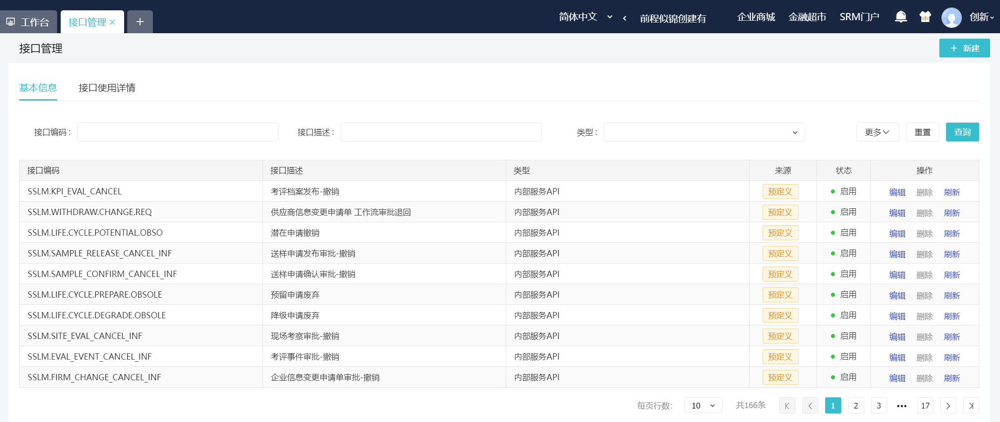 工作台 接口管理 简体中文 前程似锦创建有 企业商城 金融超市 SRM门户 创新
接口管理 新建
基本信息 接口使用详情
接口编码 : 接口描述 : 类型 : 更多 重置 查询
接口编码 接口描述 类型 来源 状态 操作
SSLM.KPI_EVAL_CANCEL 考评档案发布-撤销 内部服务API 预定义 启用 编辑 删除 刷新
SSLM.WITHDRAW.CHANGE.REQ 供应商信息变更申请单 工作流审批退回 内部服务API 预定义 启用 编辑 删除 刷新
SSLM.LIFE.CYCLE.POTENTIAL.OBSO 潜在申请撤销 内部服务API 预定义 启用 编辑 删除 刷新
SSLM.SAMPLE_RELEASE_CANCEL_INF 送样申请发布审批-撤销 内部服务API 预定义 启用 编辑 删除 刷新
SSLM.SAMPLE_CONFIRM_CANCEL_INF 送样申请确认审批-撤销 内部服务API 预定义 启用 编辑 删除 刷新
SSLM.LIFE.CYCLE.PREPARE.OBSOLE 预留申请废弃 内部服务API 预定义 启用 编辑 删除 刷新
SSLM.LIFE.CYCLE.DEGRADE.OBSOLE 降级申请废弃 内部服务API 预定义 启用 编辑 删除 刷新
SSLM.SITE_EVAL_CANCEL_INF 现场考察审批-撤销 内部服务API 预定义 启用 编辑 删除 刷新
SSLM.EVAL_EVENT_CANCEL_INF 考评事件审批-撤销 内部服务API 预定义 启用 编辑 删除 刷新
SSLM.FIRM_CHANGE_CANCEL_INF 企业信息变更申请单审批-撤销 内部服务API 预定义 启用 编辑 删除 刷新
每页行数: 10 共166条 1 2 3 ••• 17